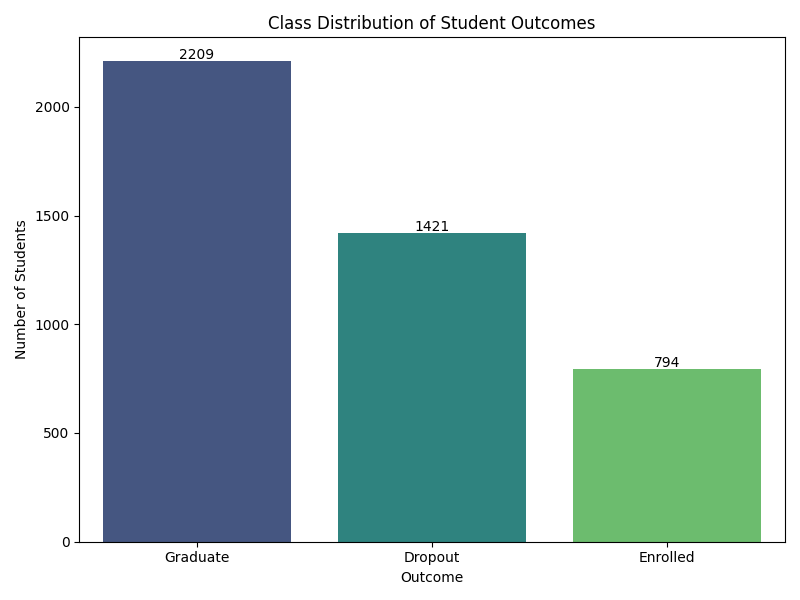 Class Distribution of Student Outcomes
2209
2000
1421
1500
Number of Students
1000
794
500
0
Graduate Dropout Enrolled
Outcome